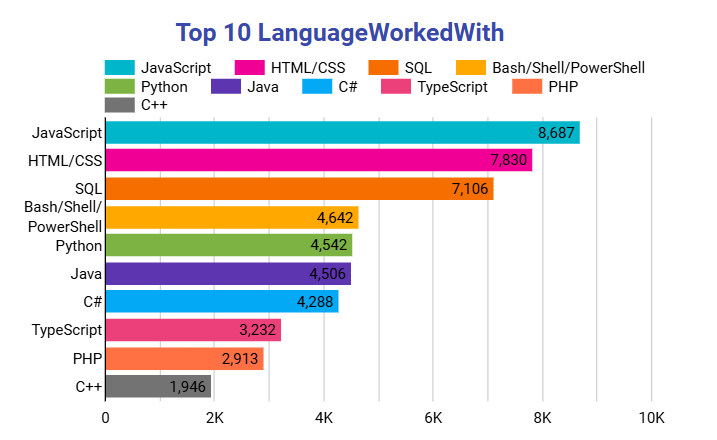 Top 10 LanguageWorkedWith
JavaScript HTML/CSS SQL Bash/Shell/PowerShell
Python Java C# TypeScript PHP
C++
JavaScript 8,687
HTML/CSS 7,830
SQL 7,106
Bash/Shell/
PowerShell 4,642
Python 4,542
Java 4,506
C# 4,288
TypeScript 3,232
PHP 2,913
C++ 1,946
0 2K 4K 6K 8K 10K